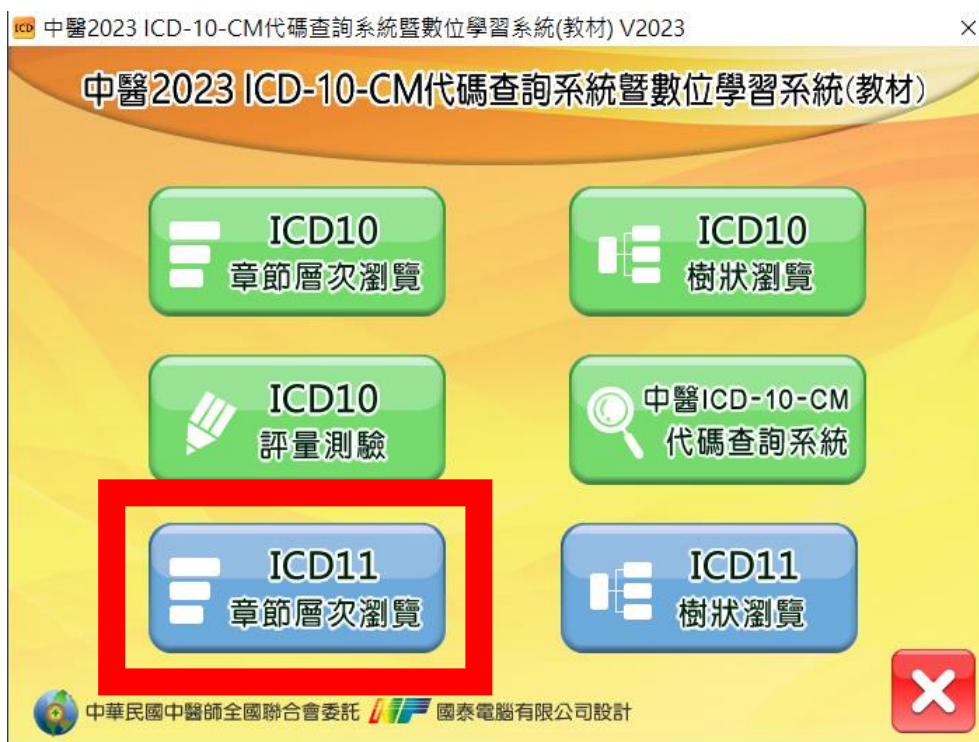 中醫2023 ICD-10-CM代碼查詢系統暨數位學習系統(教材) V2023
中醫2023 ICD-10-CM代碼查詢系統暨數位學習系統(教材)
ICD10
章節層次瀏覽
ICD10
樹狀瀏覽
ICD10
評量測驗
中醫ICD-10-CM
代碼查詢系統
ICD11
章節層次瀏覽
ICD11
樹狀瀏覽
中華民國中醫師全國聯合會委託 國泰電腦有限公司設計